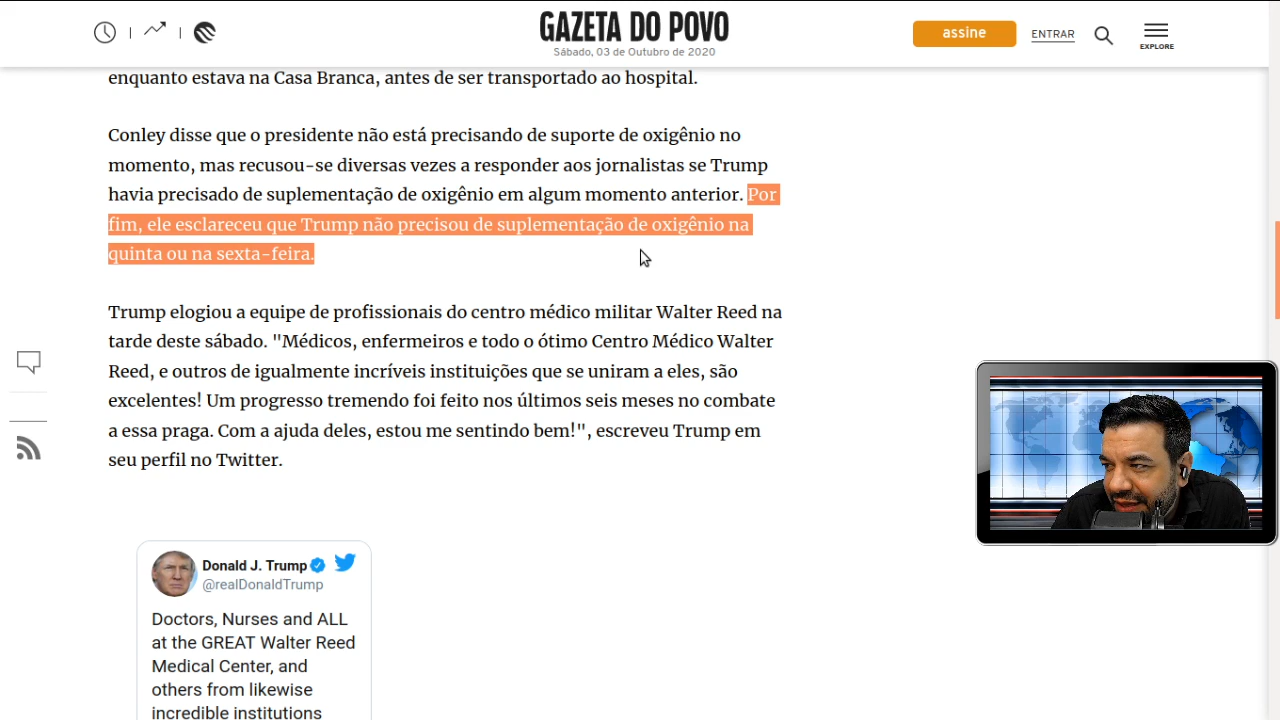 GAZETA DO POVO
Sábado, 03 de Outubro de 2020
assine
ENTRAR
EXPLORE
enquanto estava na Casa Branca, antes de ser transportado ao hospital.
Conley disse que o presidente não está precisando de suporte de oxigênio no
momento, mas recusou-se diversas vezes a responder aos jornalistas se Trump
havia precisado de suplementação de oxigênio em algum momento anterior. Por
fim, ele esclareceu que Trump não precisou de suplementação de oxigênio na
quinta ou na sexta-feira.
Trump elogiou a equipe de profissionais do centro médico militar Walter Reed na
tarde deste sábado. "Médicos, enfermeiros e todo o ótimo Centro Médico Walter
Reed, e outros de igualmente incríveis instituições que se uniram a eles, são
excelentes! Um progresso tremendo foi feito nos últimos seis meses no combate
a essa praga. Com a ajuda deles, estou me sentindo bem!", escreveu Trump em
seu perfil no Twitter.
Donald J. Trump
@realDonaldTrump
Doctors, Nurses and ALL
at the GREAT Walter Reed
Medical Center, and
others from likewise
incredible institutions